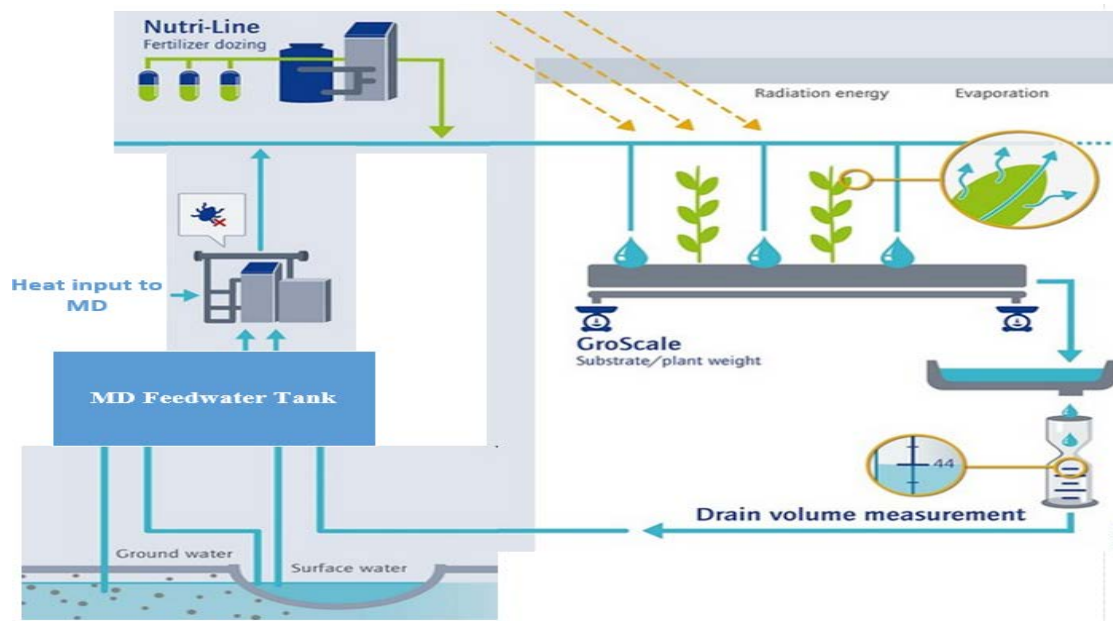 Nutri-Line
Fertilizer dozing
Radiation energy
Evaporation
Heat input to
MD
GroScale
Substrate/plant weight
MD Feedwater Tank
44
Drain volume measurement
Ground water
Surface water